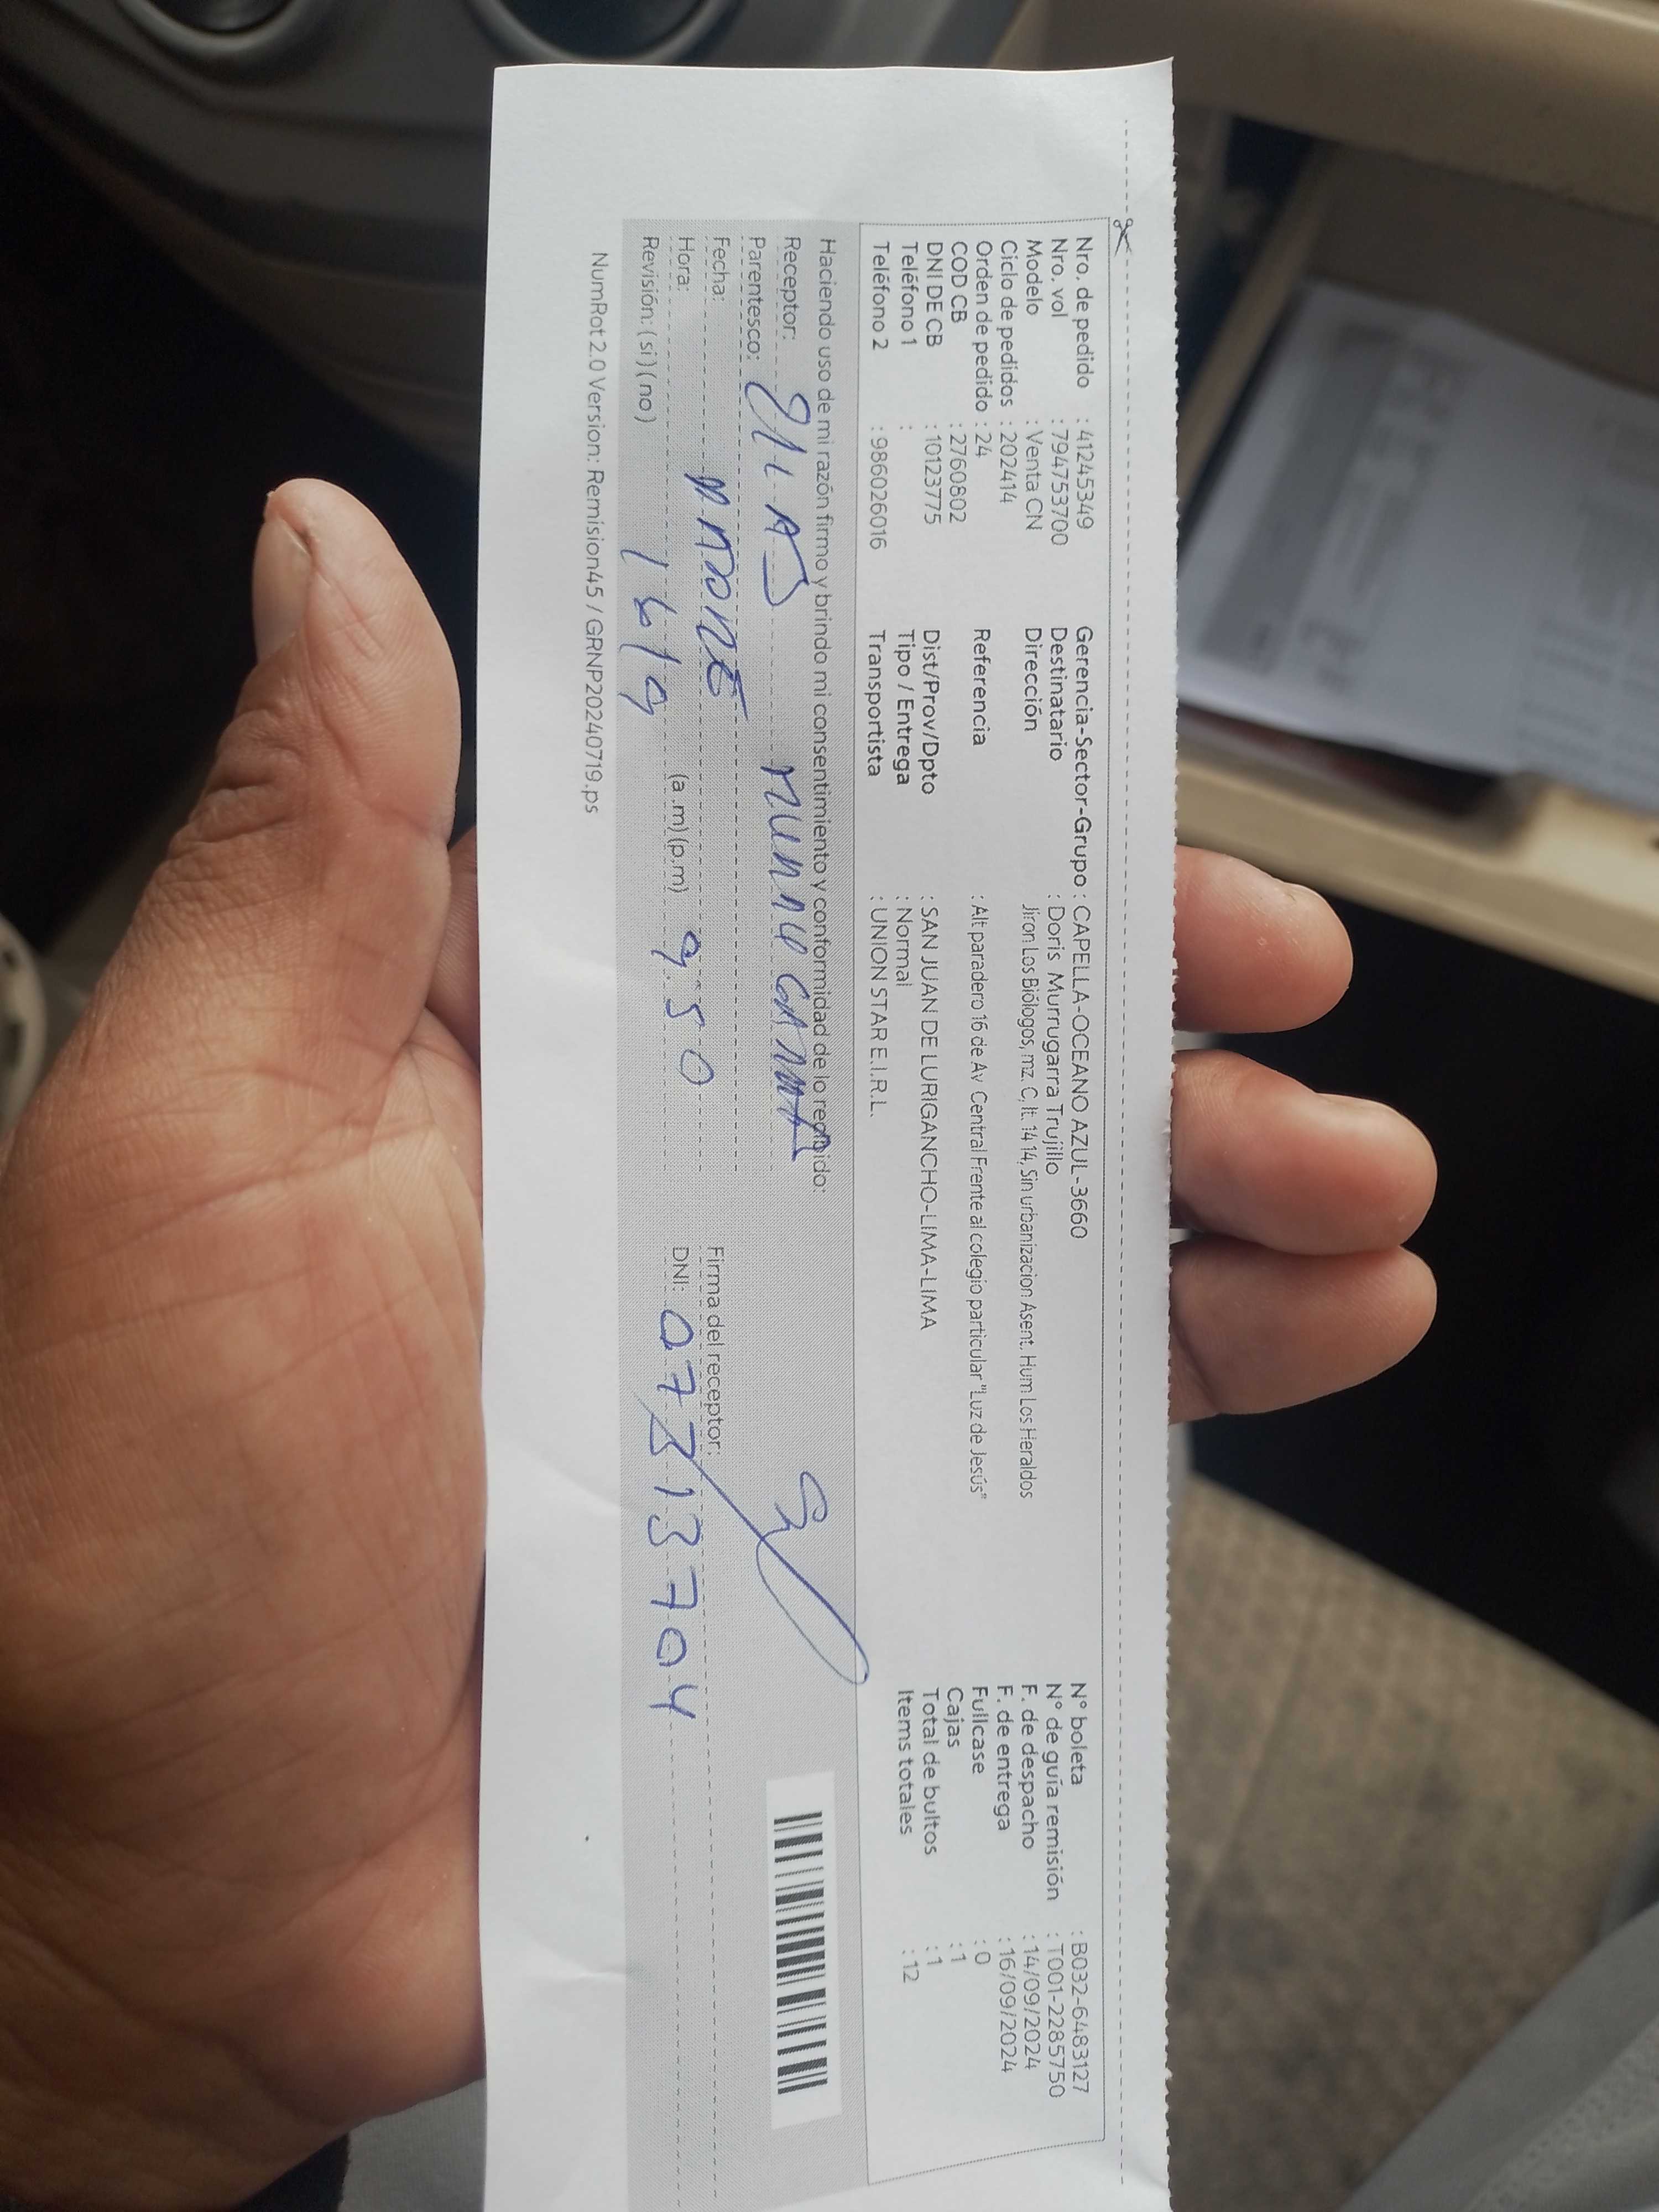 Nro. de pedido : 41245349 Gerencia-Sector-Grupo : CAPELLA-OCEANO AZUL-3660 N° boleta : B032-6483127
Nro. vol : 794753700 Destinatario : Doris Murrugarra Trujillo N° de guía remisión : T001-2285750
Modelo : Venta CN Dirección Jiron Los Biólogos, mz. C, lt. 14 14, Sin urbanizacion Asent. Hum Los Heraldos F. de despacho : 14/09/2024
Ciclo de pedidos : 202414 F. de entrega : 16/09/2024
Orden de pedido : 24 Referencia : Alt paradero 16 de Av Central Frente al colegio particular "Luz de Jesús" Fullcase : 0
COD CB : 2760802 Cajas : 1
DNI DE CB : 10123775 Dist/Prov/Dpto : SAN JUAN DE LURIGANCHO-LIMA-LIMA Total de bultos : 1
Teléfono 1 : Tipo / Entrega : Normal Items totales : 12
Teléfono 2 : 986026016 Transportista : UNION STAR E.I.R.L.
Haciendo uso de mi razón firmo y brindo mi consentimiento y conformidad de lo recibido:
Receptor:
Parentesco:
Fecha: Firma del receptor:
Hora: 16/9 (a.m)(p.m) 9:50 DNI: 07713704
Revisión: (si) (no)
NumRot 2.0 Version: Remision45 / GRNP20240719.ps